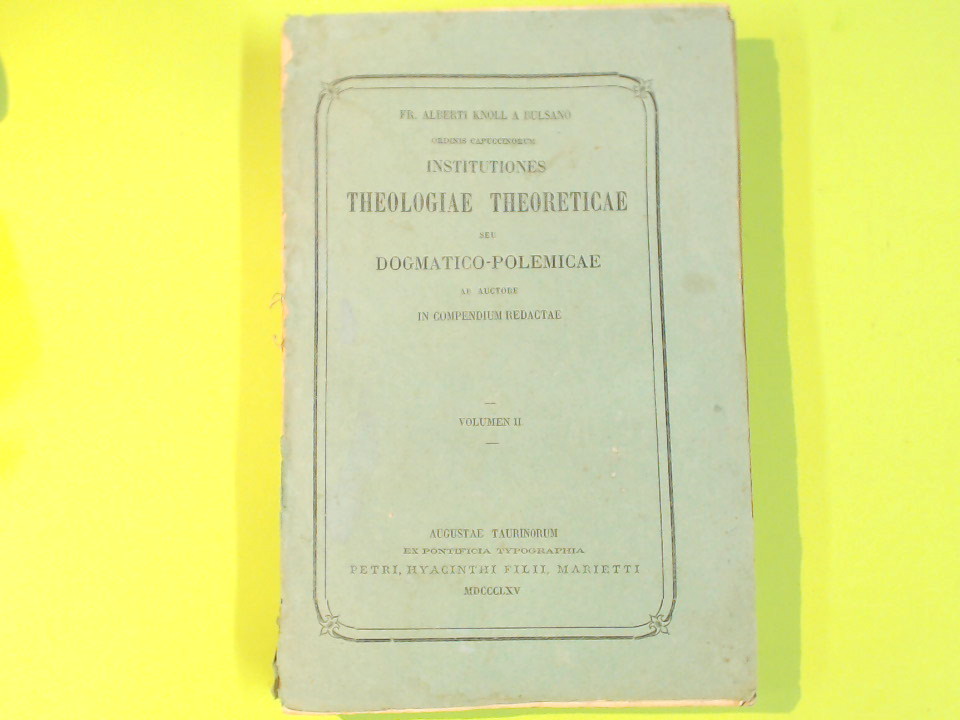 FR. ALBERTI KNOLL A BULSANO
ORDINIS CAPUCCINORUM
INSTITUTIONES
THEOLOGIAE THEORETICAE
SEU
DOGMATICO-POLEMICAE
AB AUCTORE
IN COMPENDIUM REDACTAE
VOLUMEN II
AUGUSTAE TAURINORUM
EX PONTIFICIA TYPOGRAPHIA
PETRI, HYACINTHI FILII, MARIETTI
MDCCCLXV